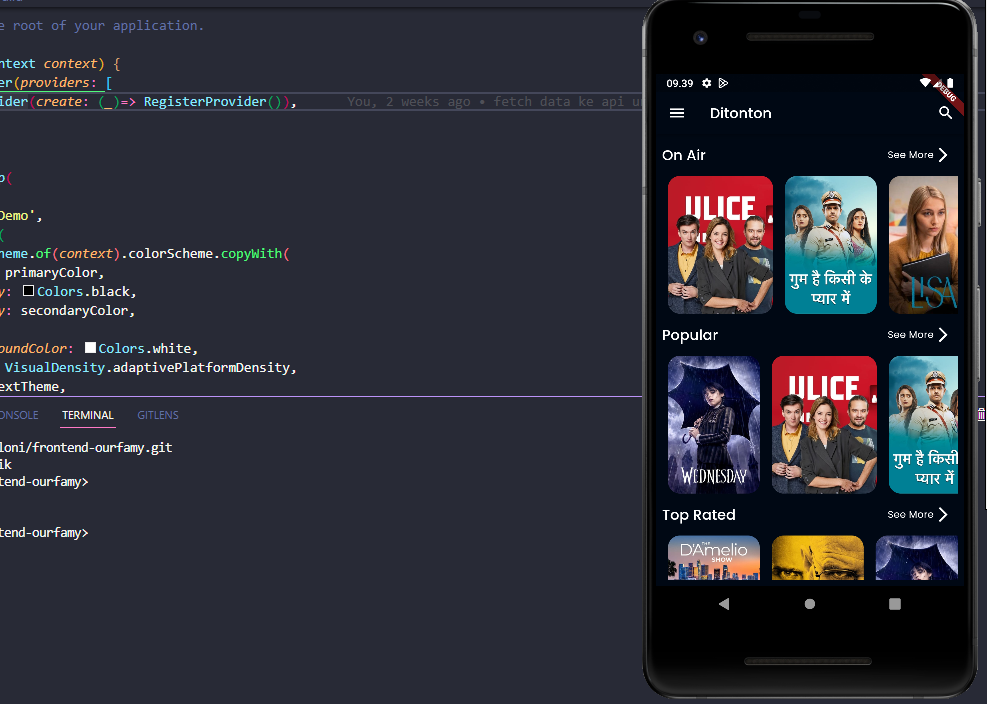 e root of your application.
ntext context) {
er(providers: [
ider(create: (_)=> RegisterProvider()), You, 2 weeks ago • fetch data ke api u
p(
Demo',
(
heme.of(context).colorScheme.copyWith(
primaryColor,
y: Colors.black,
y: secondaryColor,
oundColor: Colors.white,
VisualDensity.adaptivePlatformDensity,
extTheme,
ONSOLE TERMINAL GITLENS
loni/frontend-ourfamy.git
ik
tend-ourfamy>
tend-ourfamy>
09.39
DEBUG
Ditonton
On Air See More
ULICE
गुम है किसी के
प्यार में
LISA
Popular See More
WEDNESDAY
ULICE
गुम है किसी
प्यार में
Top Rated See More
THE
D'AMELIO
SHOW